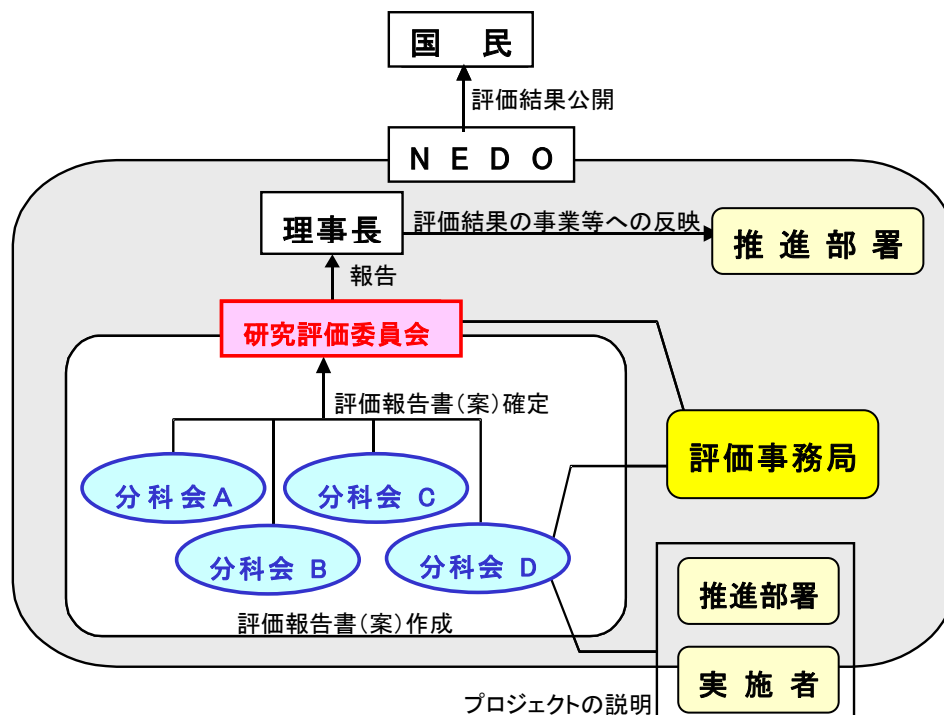 国 民
評価結果公開
N E D O
理事長
評価結果の事業等への反映
推 進 部 署
報告
研究評価委員会
評価報告書(案)確定
評価事務局
分科会A
分科会 C
分科会 B
分科会 D
推進部署
評価報告書(案)作成
実 施 者
プロジェクトの説明